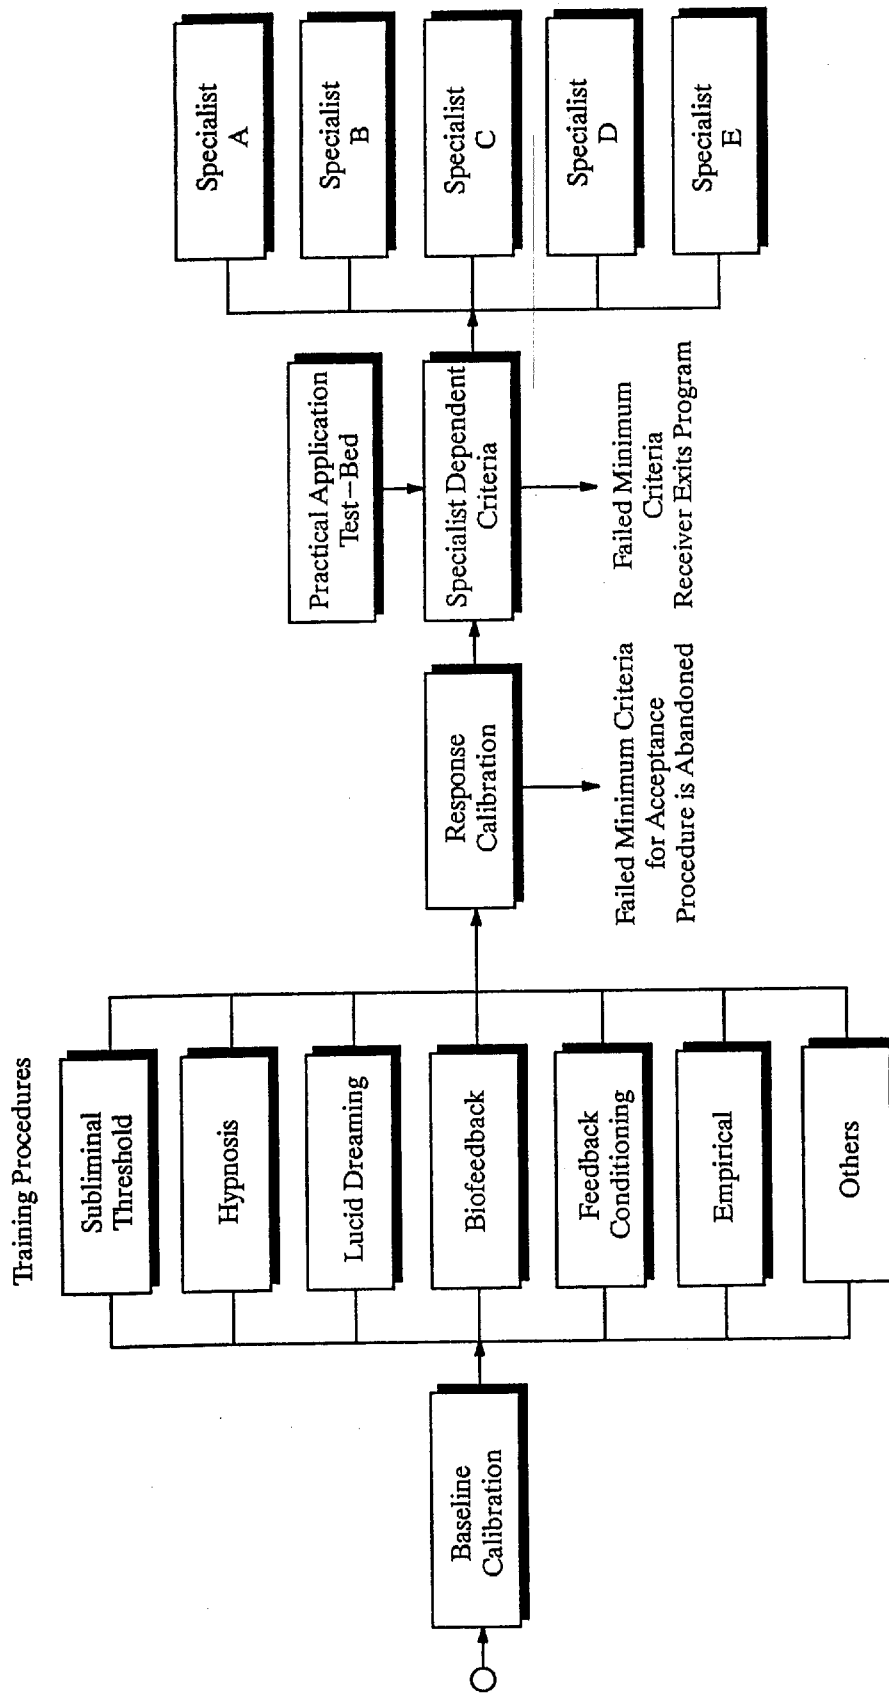 Training Procedures
Baseline
Calibration
Subliminal
Threshold
Hypnosis
Lucid Dreaming
Biofeedback
Feedback
Conditioning
Empirical
Others
Response
Calibration
Failed Minimum Criteria
for Acceptance
Procedure is Abandoned
Practical Application
Test—Bed
Specialist Dependent
Criteria
Failed Minimum
Criteria
Receiver Exits Program
Specialist
A
Specialist
B
Specialist
C
Specialist
D
Specialist
E